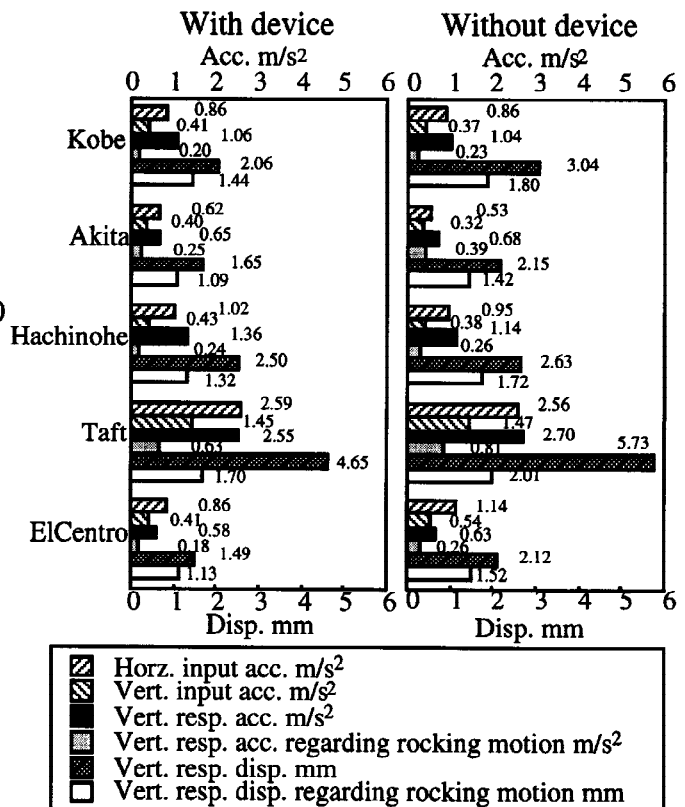 With device Without device
Acc. m/s2 Acc. m/s2
0 1 2 3 4 5 6 0 1 2 3 4 5 6
Kobe
0.86 0.86
0.41 0.37
1.06 1.04
0.20 0.23
2.06 3.04
1.44 1.80
Akita
0.62 0.53
0.40 0.32
0.65 0.68
0.25 0.39
1.65 2.15
1.09 1.42
Hachinohe
1.02 0.95
0.43 0.38
1.36 1.14
0.24 0.26
2.50 2.63
1.32 1.72
Taft
2.59 2.56
1.45 1.47
2.55 2.70
0.63 0.81
4.65 5.73
1.70 2.01
ElCentro
0.86 1.14
0.41 0.54
0.58 0.63
0.18 0.26
1.49 2.12
1.13 1.52
0 1 2 3 4 5 6 0 1 2 3 4 5 6
Disp. mm Disp. mm
Horz. input acc. m/s2
Vert. input acc. m/s2
Vert. resp. acc. m/s2
Vert. resp. acc. regarding rocking motion m/s2
Vert. resp. disp. mm
Vert. resp. disp. regarding rocking motion mm